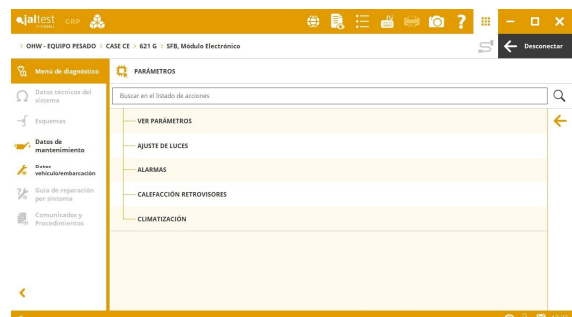 jaltest GRP
> OHW - EQUIPO PESADO > CASE CE > 621 G > SFB, Módulo Electrónico
Desconectar
Menú de diagnóstico
PARÁMETROS
Datos técnicos del
sistema
Buscar en el listado de acciones
Esquemas
VER PARÁMETROS
Datos de
mantenimiento
AJUSTE DE LUCES
Datos
vehículo/embarcación
ALARMAS
Guía de reparación
por síntoma
CALEFACCIÓN RETROVISORES
Comunicados y
Procedimientos
CLIMATIZACIÓN